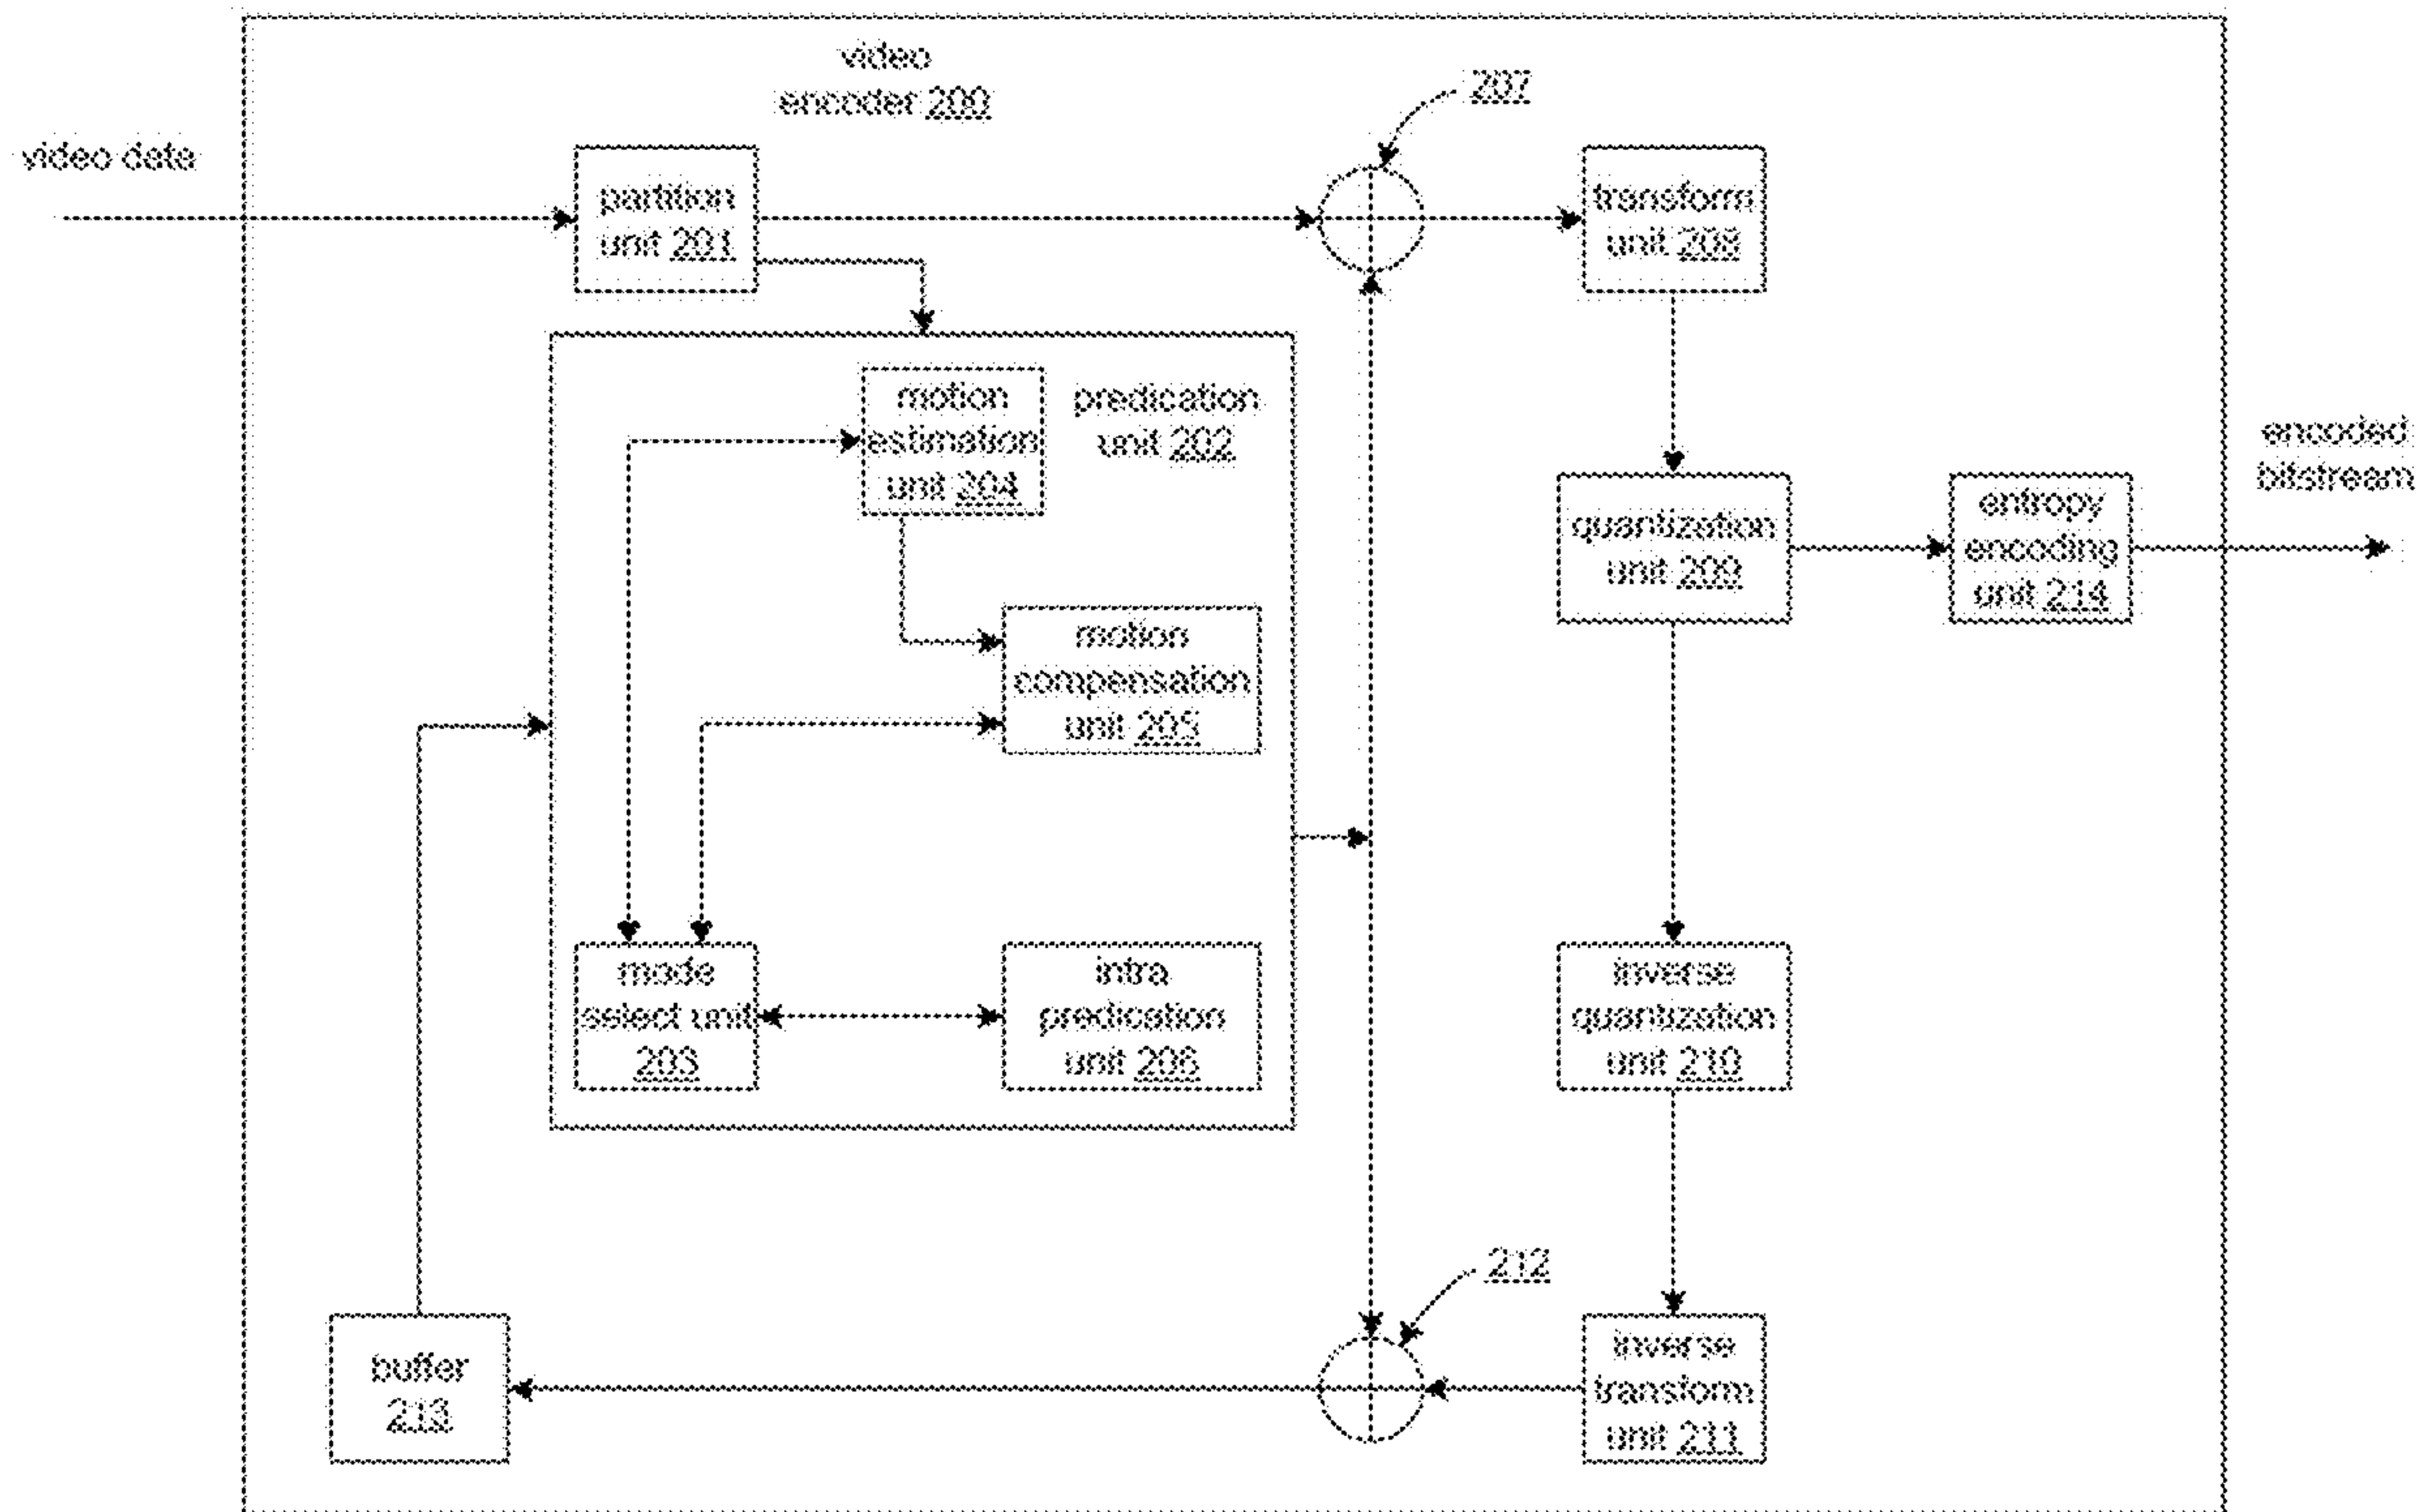 video
encoder 200
207
video data
partition
unit 201
transform
unit 208
motion
estimation
unit 204
predication
unit 202
encoded
bitstream
quantization
unit 209
entropy
encoding
unit 214
motion
compensation
unit 205
mode
select unit
203
intra
predication
unit 206
inverse
quantization
unit 210
212
buffer
213
inverse
transform
unit 211